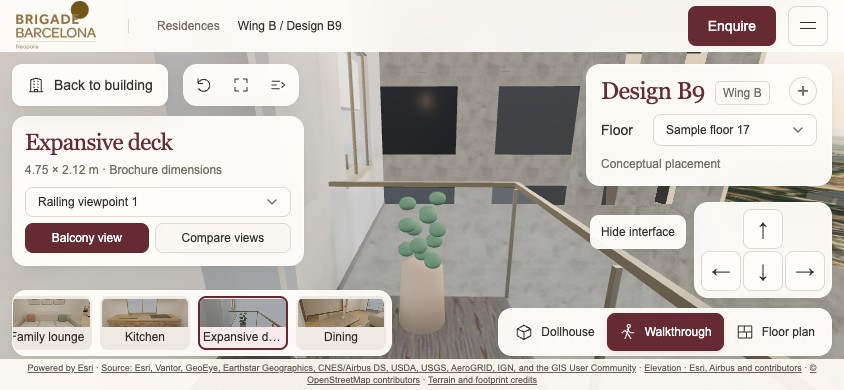 BRIGADE
BARCELONA
Neopolis
Residences
Wing B / Design B9
Enquire
Back to building
Expansive deck
4.75 × 2.12 m · Brochure dimensions
Railing viewpoint 1
Balcony view
Compare views
Design B9
Wing B
Floor
Sample floor 17
Conceptual placement
Hide interface
Family lounge
Kitchen
Expansive d...
Dining
Dollhouse
Walkthrough
Floor plan
Powered by Esri · Source: Esri, Vantor, GeoEye, Earthstar Geographics, CNES/Airbus DS, USDA, USGS, AeroGRID, IGN, and the GIS User Community · Elevation - Esri, Airbus and contributors · ©
OpenStreetMap contributors · Terrain and footprint credits